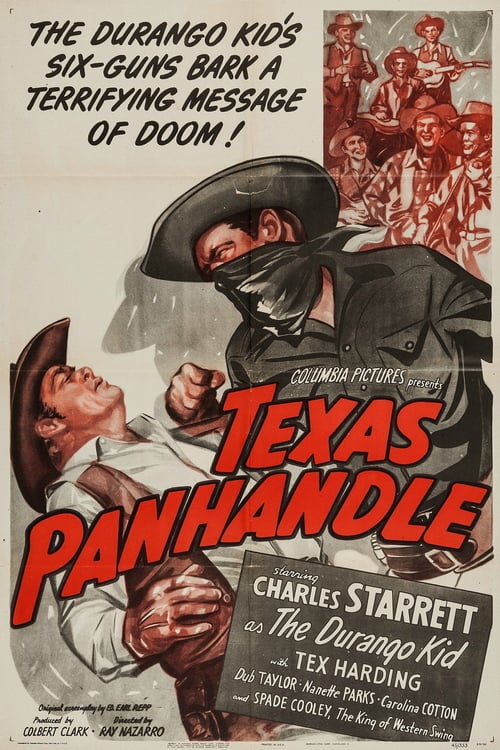 THE DURANGO KID'S
SIX-GUNS BARK A
TERRIFYING MESSAGE
OF DOOM!
COLUMBIA PICTURES presents
TEXAS
PANHANDLE
starring
CHARLES STARRETT
as The Durango Kid
with TEX HARDING
Dub TAYLOR · Nanette PARKS · Carolina COTTON
and SPADE COOLEY, The King of Western Swing
Original screenplay by ED. EARL REPP
Produced by COLBERT CLARK · Directed by RAY NAZARRO